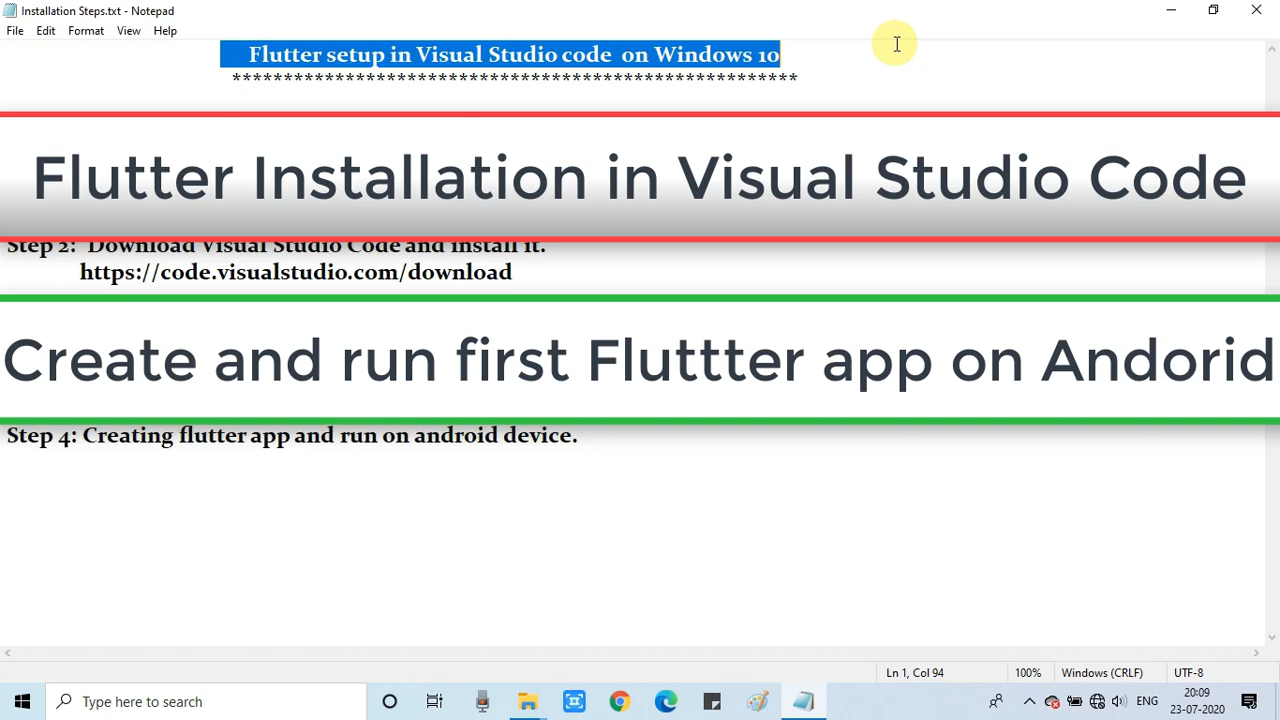 Installation Steps.txt - Notepad
File Edit Format View Help
Flutter setup in Visual Studio code on Windows 10
*******************************************************
Flutter Installation in Visual Studio Code
Step 2: Download Visual Studio Code and install it.
https://code.visualstudio.com/download
Create and run first Fluttter app on Andorid
Step 4: Creating flutter app and run on android device.
Ln 1, Col 94 100% Windows (CRLF) UTF-8
Type here to search
ENG
20:09
23-07-2020